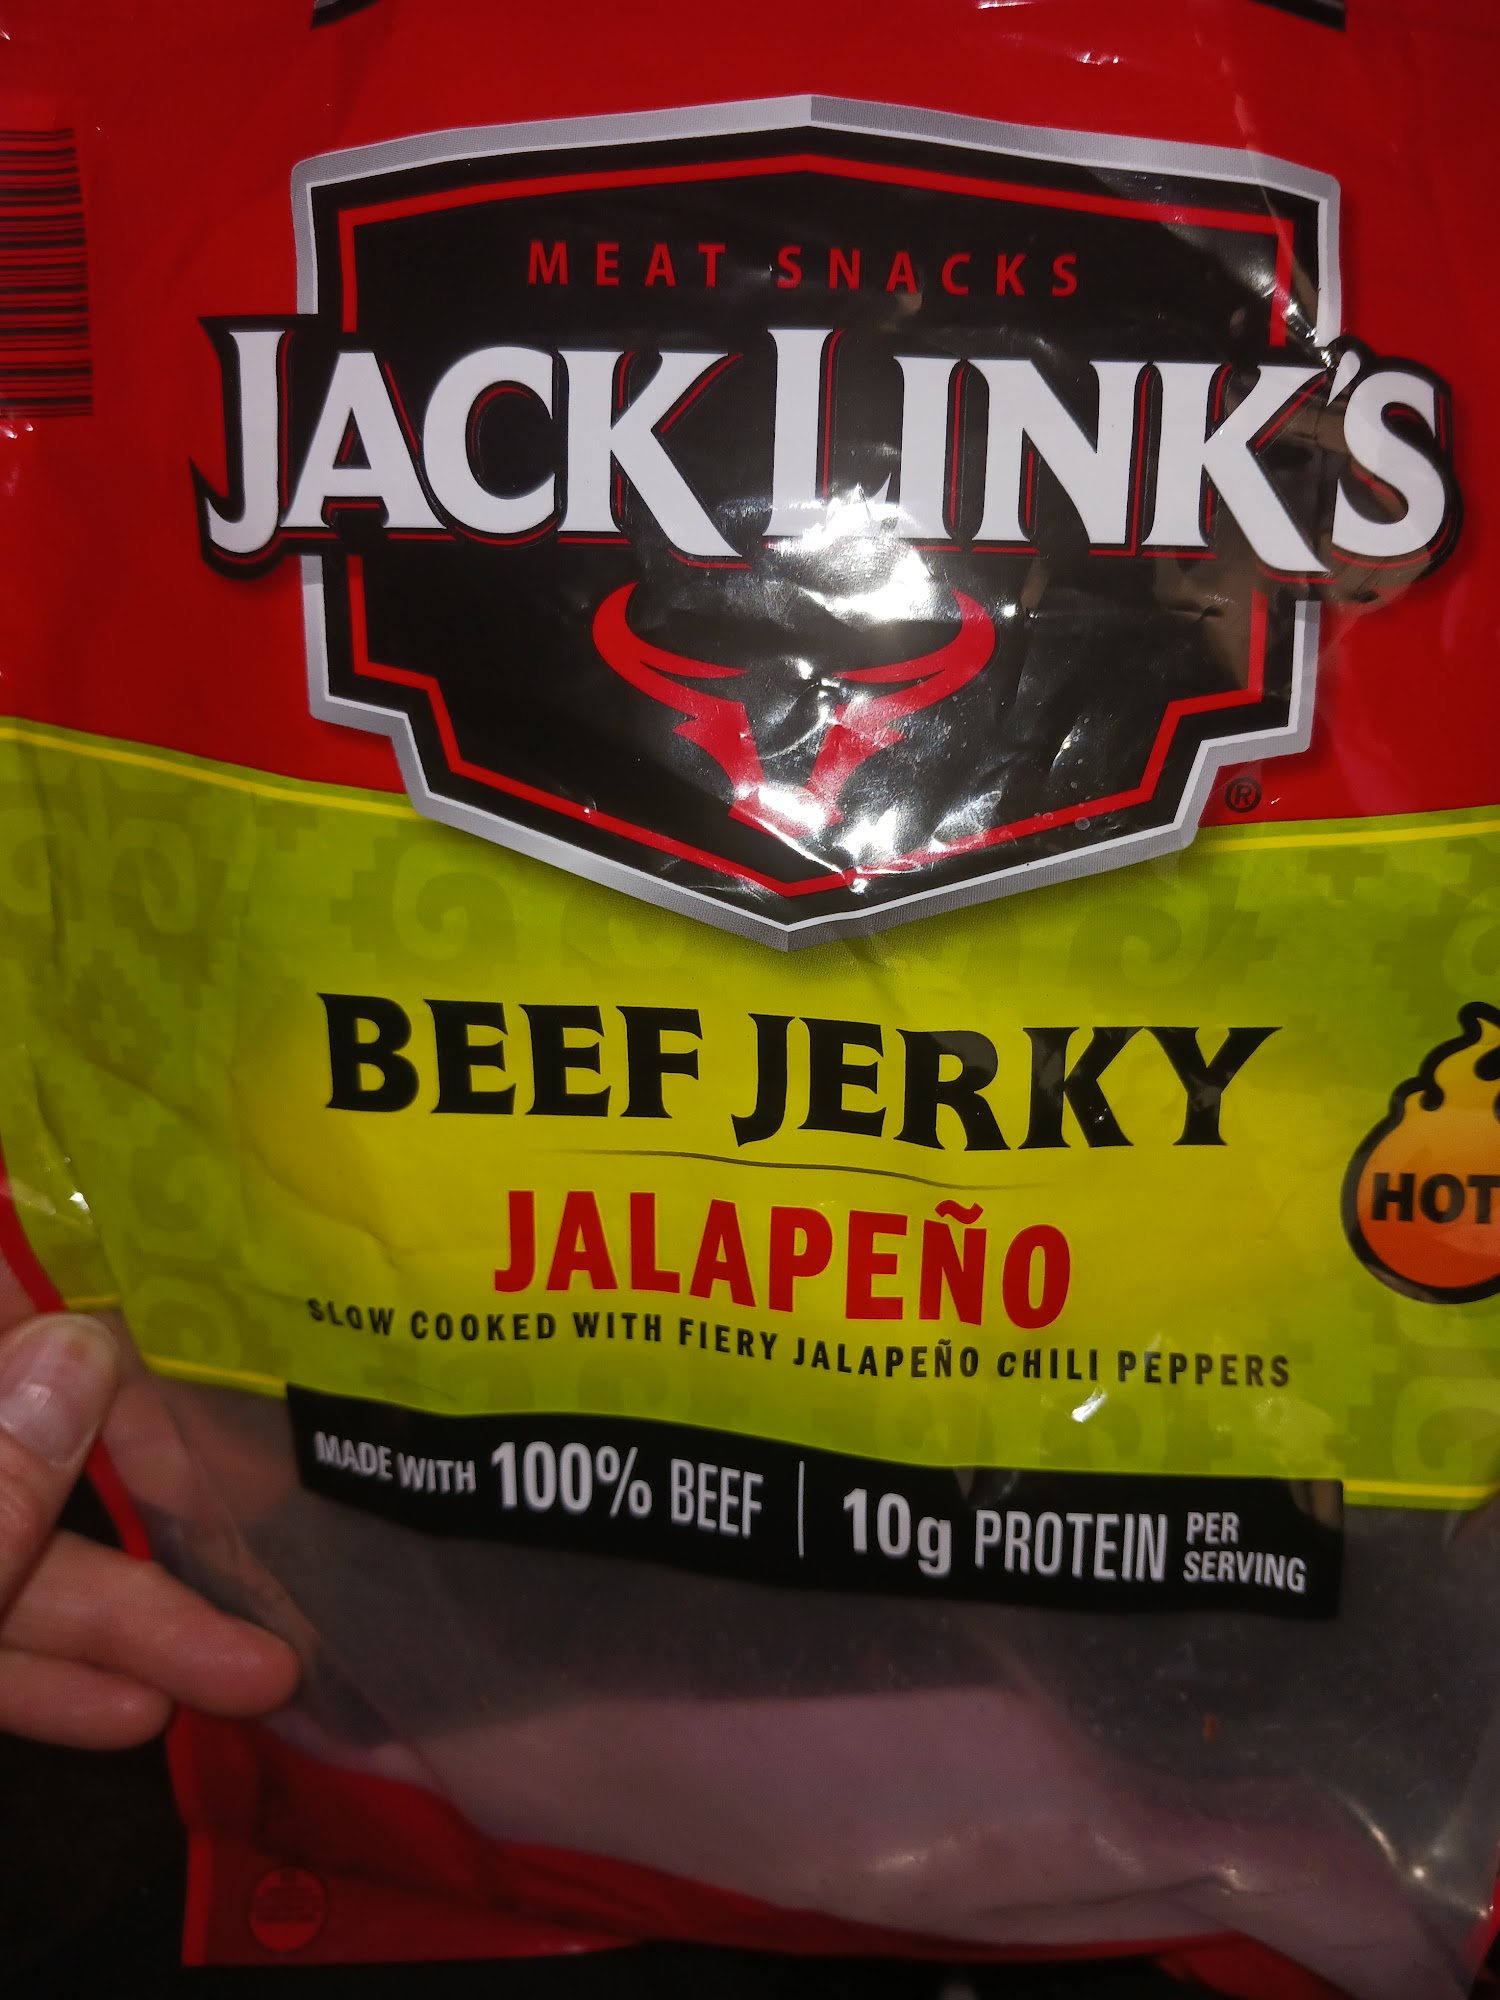 MEAT SNACKS
JACK LINK'S
®
BEEF JERKY
JALAPEÑO
SLOW COOKED WITH FIERY JALAPEÑO CHILI PEPPERS
HOT
MADE WITH 100% BEEF | 10g PROTEIN PER SERVING